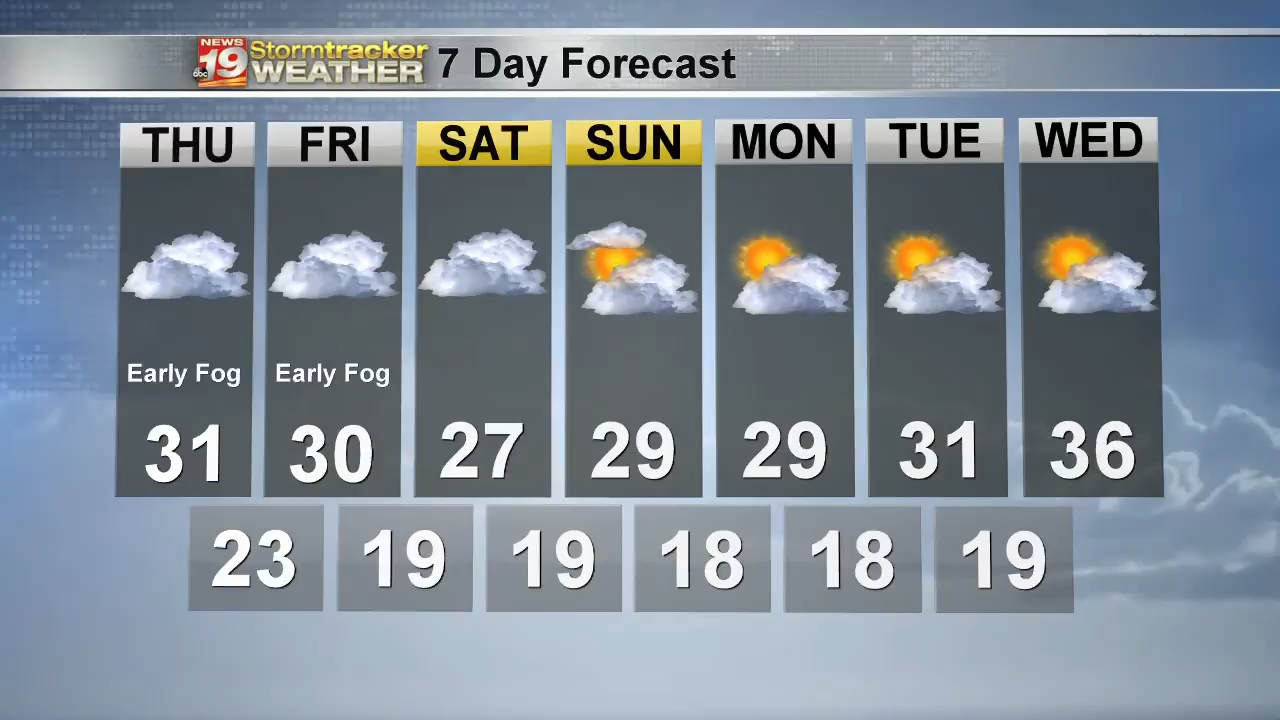 NEWS
abc 19
Stormtracker
WEATHER
7 Day Forecast
THU FRI SAT SUN MON TUE WED
Early Fog Early Fog
31 30 27 29 29 31 36
23 19 19 18 18 19